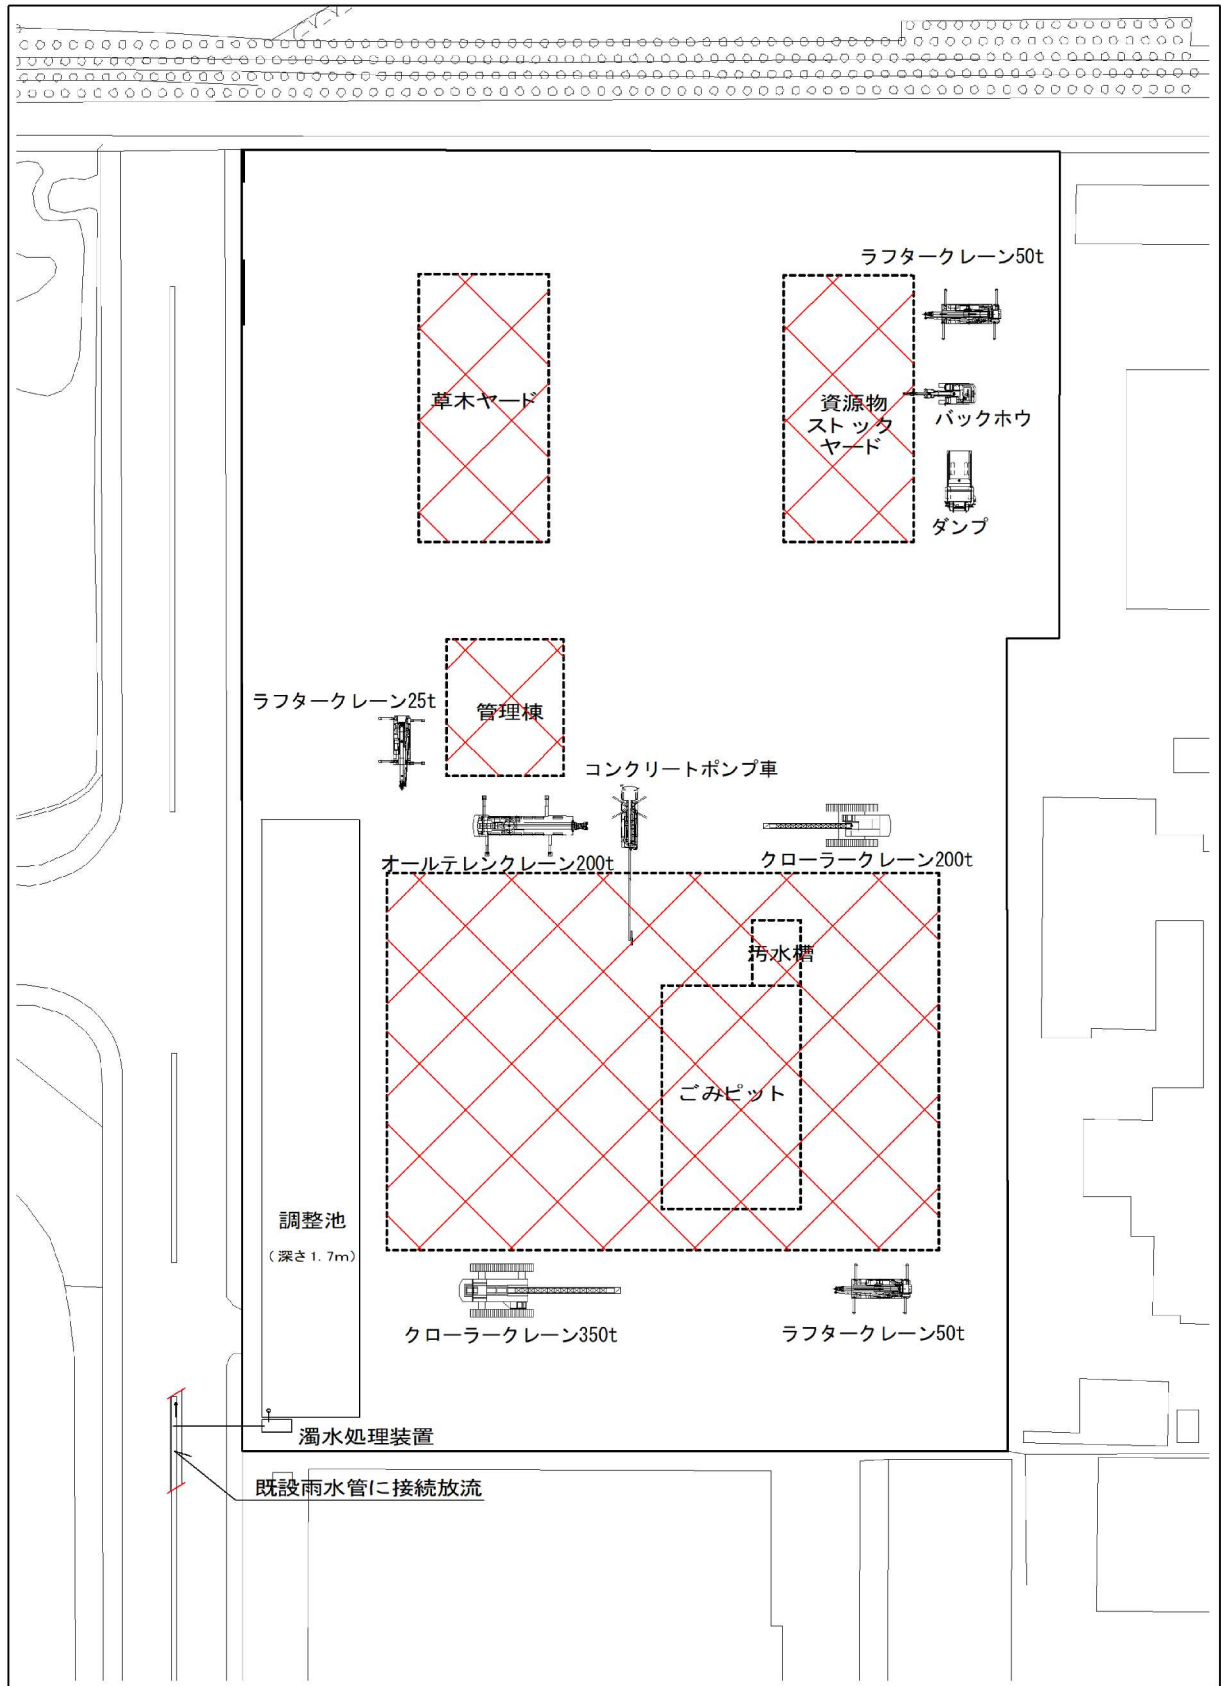 ラフタークレーン50t
草木ヤード
資源物
ストック
ヤード
バックホウ
ダンプ
ラフタークレーン25t
管理棟
コンクリートポンプ車
オールテレンクレーン200t
クローラークレーン200t
汚水槽
ごみピット
調整池
（深さ1.7m）
クローラークレーン350t
ラフタークレーン50t
濁水処理装置
既設雨水管に接続放流